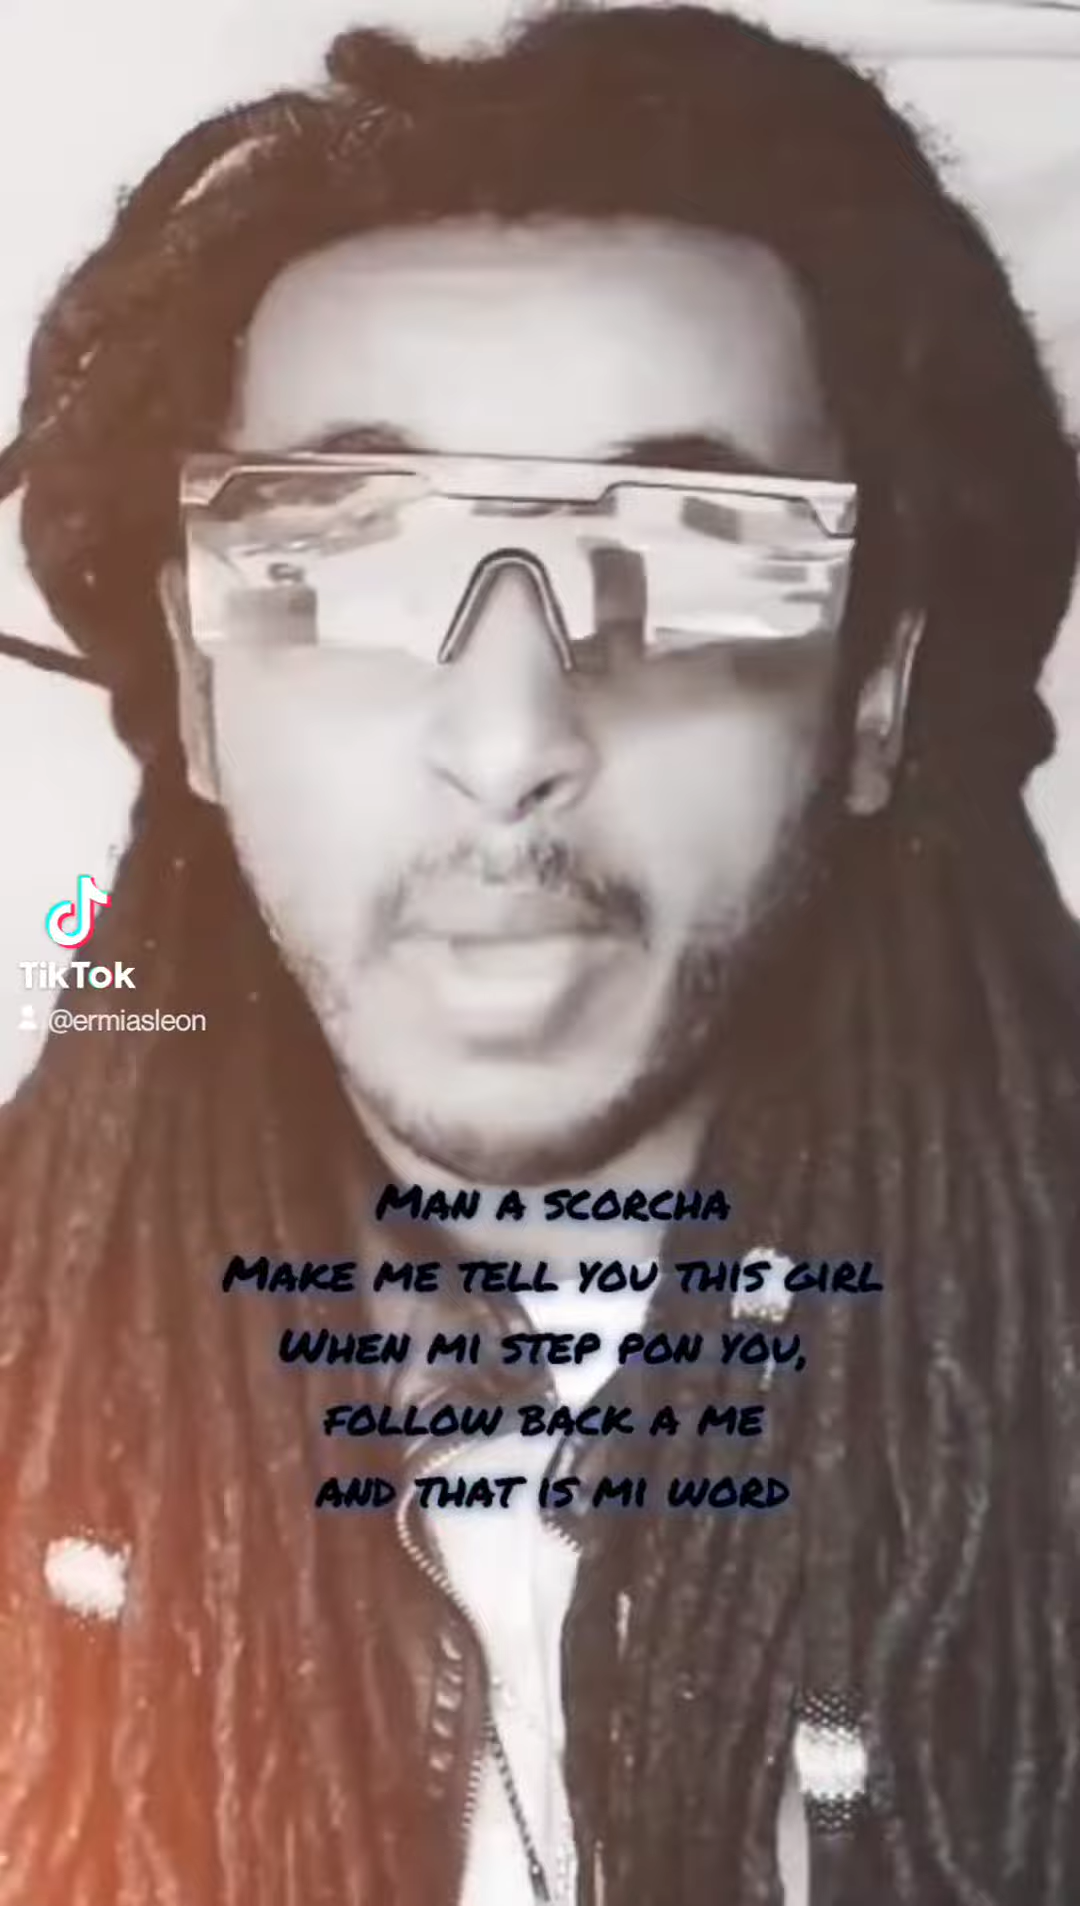 TikTok
@ermiasleon
MAN A SCORCHA
MAKE ME TELL YOU THIS GIRL
WHEN MI STEP PON YOU,
FOLLOW BACK A ME
AND THAT IS MI WORD